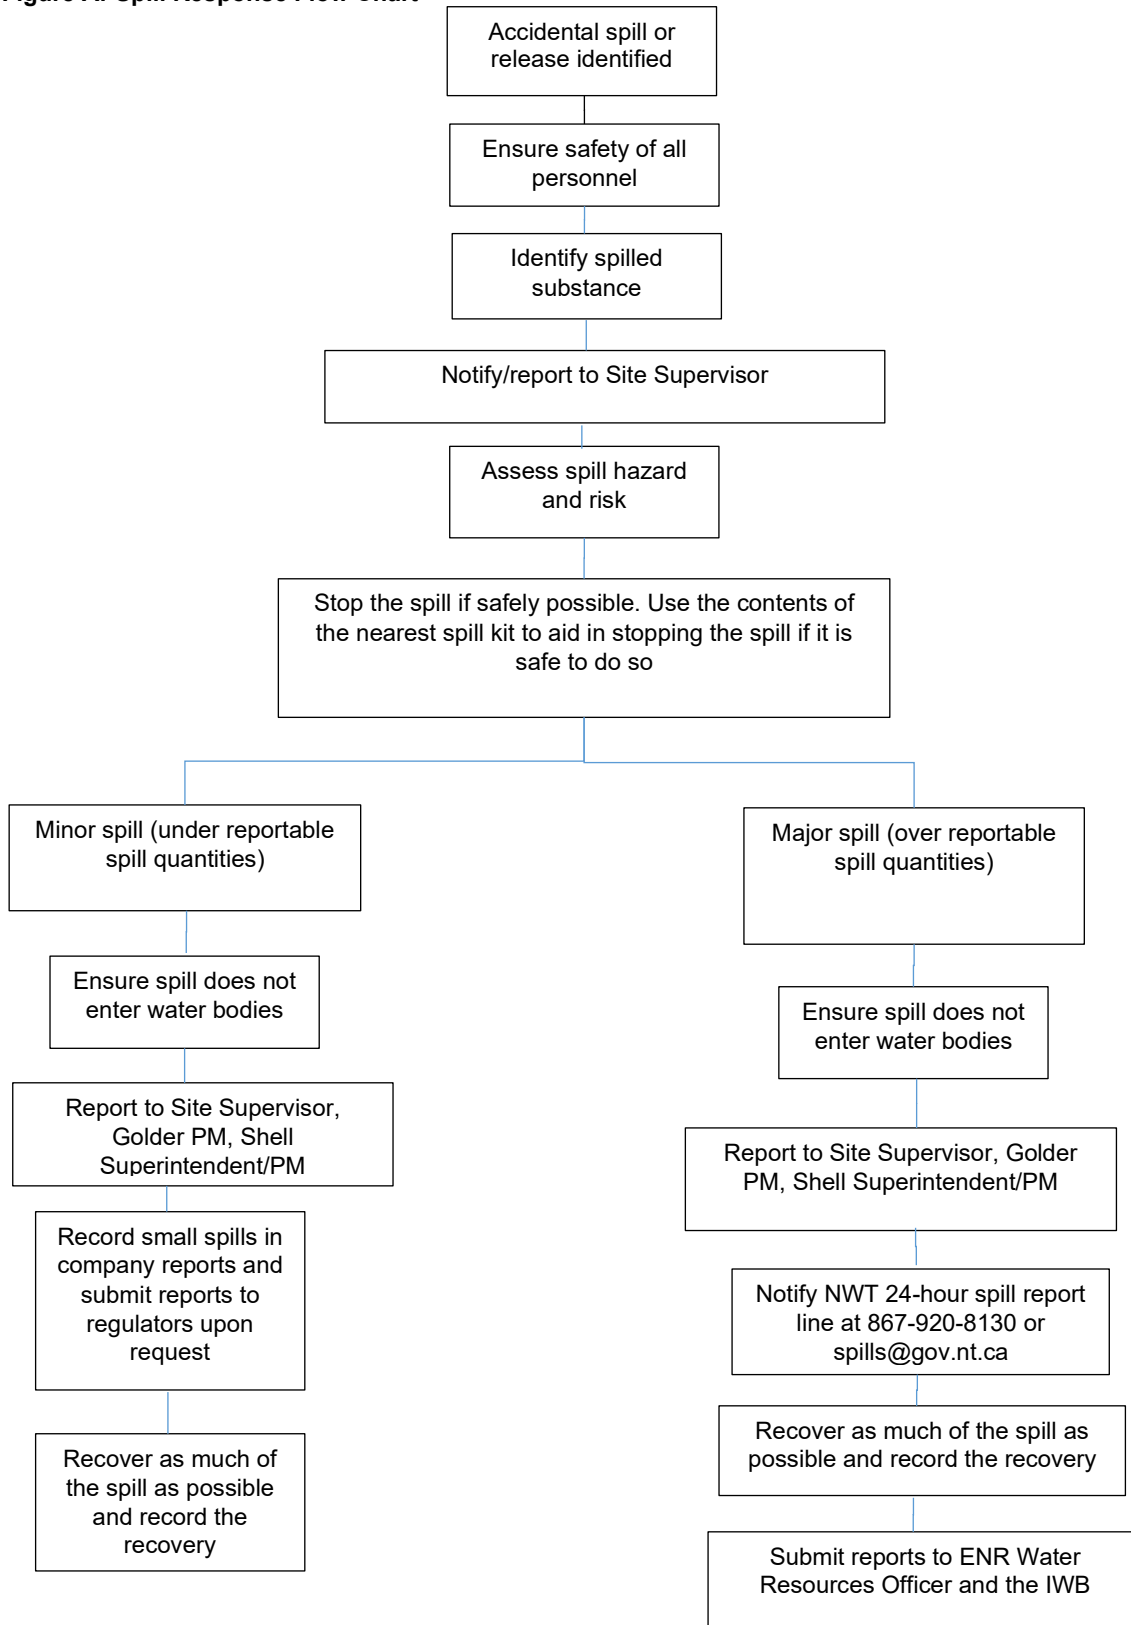 Accidental spill or
release identified
Ensure safety of all
personnel
Identify spilled
substance
Notify/report to Site Supervisor
Assess spill hazard
and risk
Stop the spill if safely possible. Use the contents of
the nearest spill kit to aid in stopping the spill if it is
safe to do so
Minor spill (under reportable
spill quantities)
Ensure spill does not
enter water bodies
Report to Site Supervisor,
Golder PM, Shell
Superintendent/PM
Record small spills in
company reports and
submit reports to
regulators upon
request
Recover as much of
the spill as possible
and record the
recovery
Major spill (over reportable
spill quantities)
Ensure spill does not
enter water bodies
Report to Site Supervisor, Golder
PM, Shell Superintendent/PM
Notify NWT 24-hour spill report
line at 867-920-8130 or
spills@gov.nt.ca
Recover as much of the spill as
possible and record the recovery
Submit reports to ENR Water
Resources Officer and the IWB